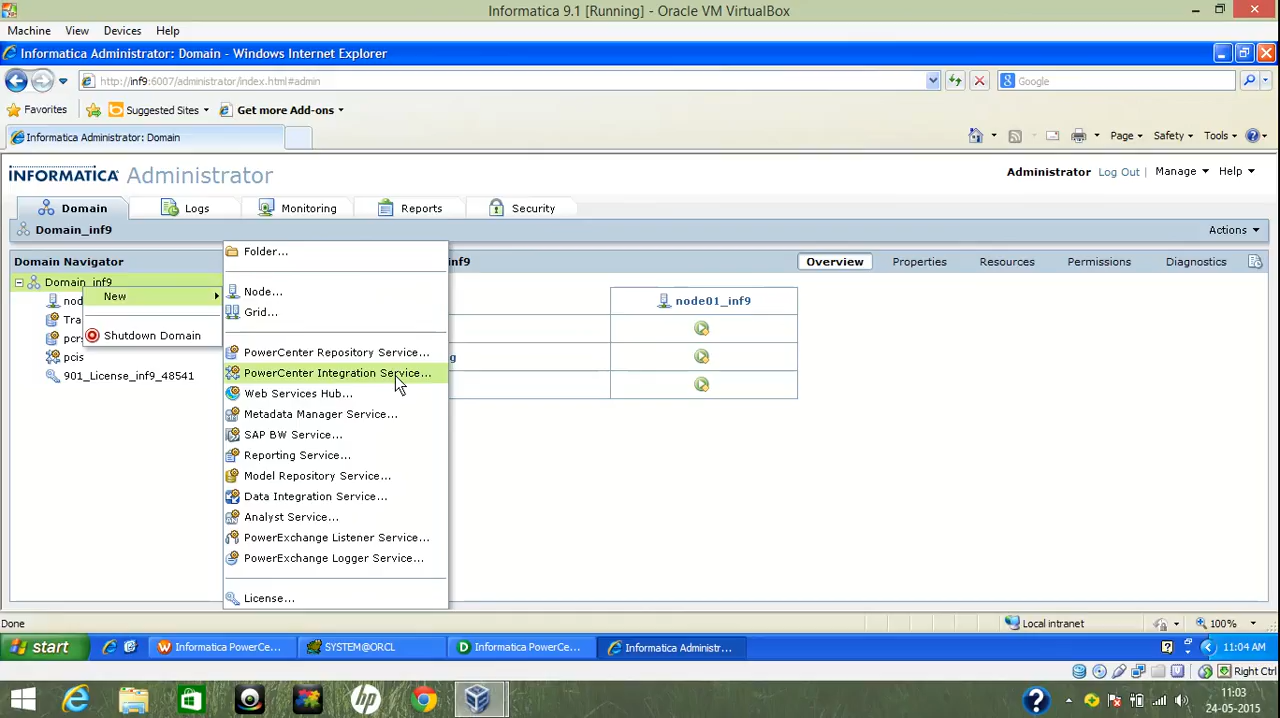 Informatica 9.1 [Running] - Oracle VM VirtualBox
Machine View Devices Help
Informatica Administrator: Domain - Windows Internet Explorer
http://inf9:6007/administrator/index.html#admin
Google
Favorites
Suggested Sites
Get more Add-ons
Informatica Administrator: Domain
Page
Safety
Tools
INFORMATICA Administrator
Administrator
Log Out
Manage
Help
Domain
Logs
Monitoring
Reports
Security
Domain_inf9
Actions
Domain Navigator
inf9
Overview
Properties
Resources
Permissions
Diagnostics
Domain_inf9
nod
Tra
pcrs
pcis
901_License_inf9_48541
New
Shutdown Domain
Folder...
Node...
Grid...
PowerCenter Repository Service...
PowerCenter Integration Service...
Web Services Hub...
Metadata Manager Service...
SAP BW Service...
Reporting Service...
Model Repository Service...
Data Integration Service...
Analyst Service...
PowerExchange Listener Service...
PowerExchange Logger Service...
License...
node01_inf9
g
Done
Local intranet
100%
start
Informatica PowerCe...
SYSTEM@ORCL
Informatica PowerCe...
Informatica Administr...
11:04 AM
Right Ctrl
11:03
24-05-2015